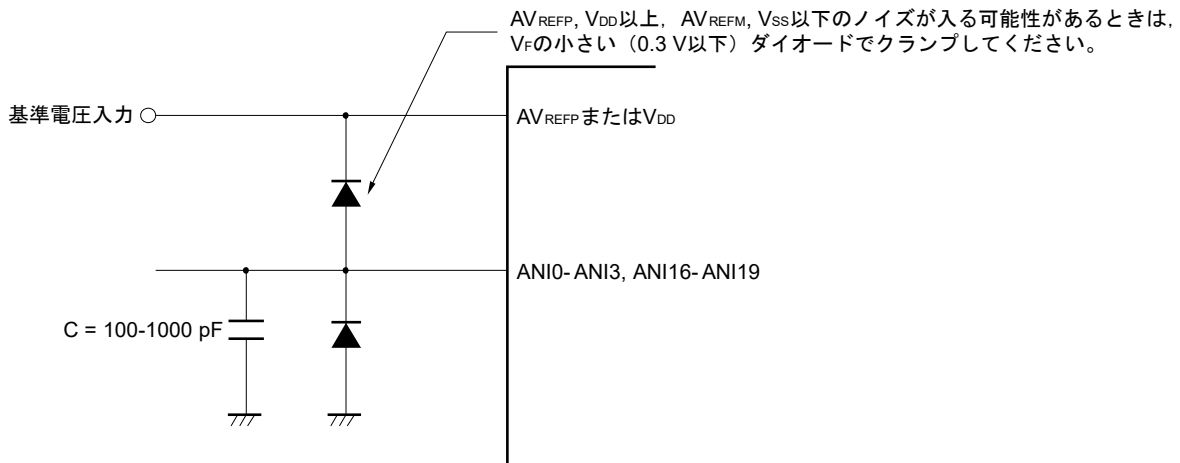 AVREFP, VDD以上, AVREFM, VSS以下のノイズが入る可能性があるときは,
VFの小さい（0.3 V以下）ダイオードでクランプしてください。
基準電圧入力
AVREFPまたはVDD
ANI0-ANI3, ANI16-ANI19
C = 100-1000 pF